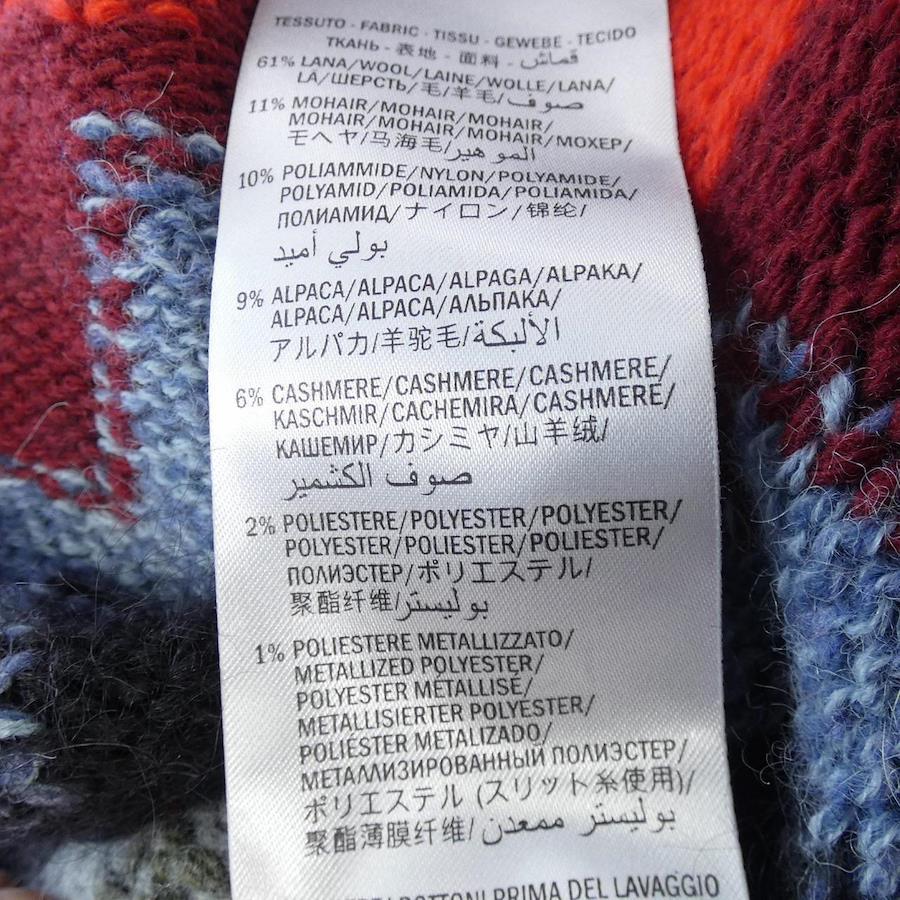 TESSUTO - FABRIC - TISSU - GEWEBE - TECIDO
ТКАНЬ - 表地 - 面料 - قماش
61% LANA/WOOL/LAINE/WOLLE/LANA/
LÃ/ШЕРСТЬ/毛/羊毛/صوف
11% MOHAIR/MOHAIR/MOHAIR/
MOHAIR/MOHAIR/MOHAIR/МОХЕР/
モヘヤ/马海毛/الموهير
10% POLIAMMIDE/NYLON/POLYAMIDE/
POLYAMID/POLIAMIDA/POLIAMIDA/
ПОЛИАМИД/ナイロン/锦纶/
بولي أميد
9% ALPACA/ALPACA/ALPAGA/ALPAKA/
ALPACA/ALPACA/АЛЬПАКА/
アルパカ/羊驼毛/الألبكة
6% CASHMERE/CASHMERE/CASHMERE/
KASCHMIR/CACHEMIRA/CASHMERE/
КАШЕМИР/カシミヤ/山羊绒/
صوف الكشمير
2% POLIESTERE/POLYESTER/POLYESTER/
POLYESTER/POLIESTER/POLIESTER/
ПОЛИЭСТЕР/ポリエステル/
聚酯纤维/بوليستر
1% POLIESTERE METALLIZZATO/
METALLIZED POLYESTER/
POLYESTER MÉTALLISÉ/
METALLISIERTER POLYESTER/
POLIÉSTER METALIZADO/
МЕТАЛЛИЗИРОВАННЫЙ ПОЛИЭСТЕР/
ポリエステル (スリット糸使用)/
聚酯薄膜纤维/بوليستر ممعدن
BOTTONI PRIMA DEL LAVAGGIO